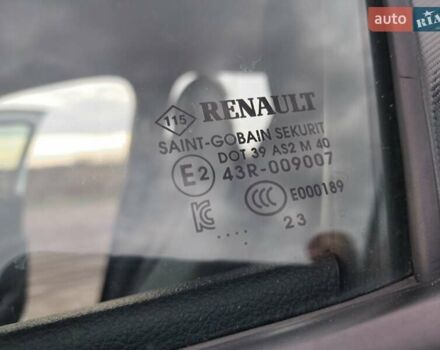 auto RIA
115 RENAULT
SAINT-GOBAIN SEKURIT
DOT 39 AS2 M 40
E2 43R-009007
CCC E000189
....
23